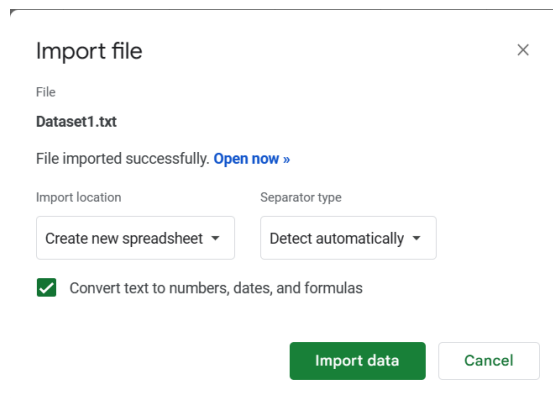 Import file
File
Dataset1.txt
File imported successfully. Open now »
Import location
Separator type
Create new spreadsheet
Detect automatically
Convert text to numbers, dates, and formulas
Import data
Cancel